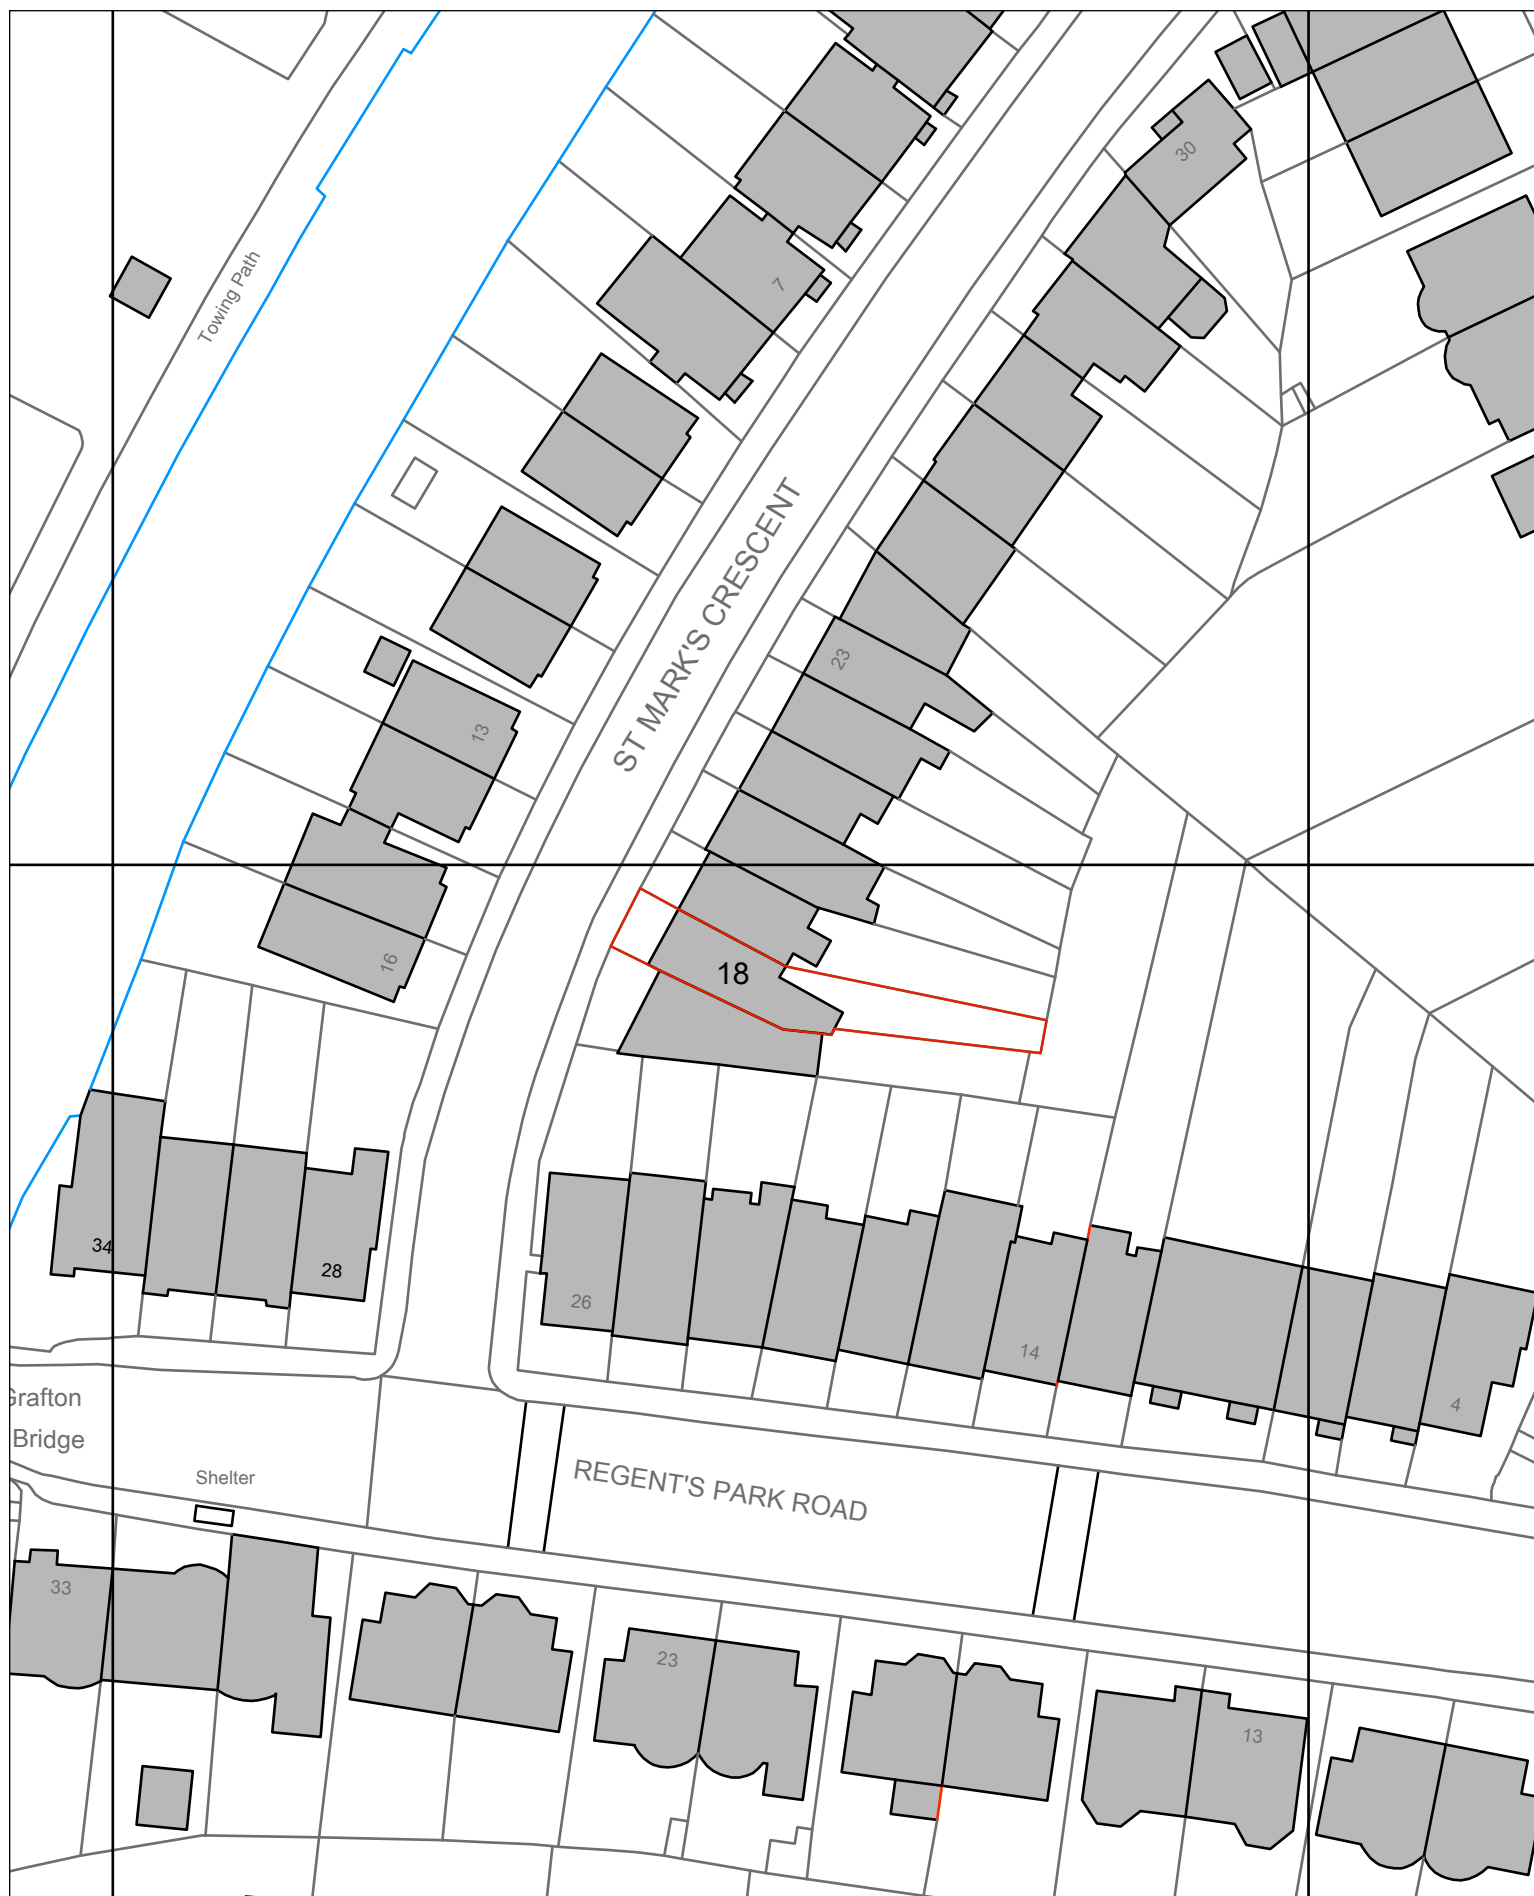 30
Towing Path
7
ST MARK'S CRESCENT
23
13
16
18
34
28
26
14
4
Grafton
Bridge
Shelter
REGENT'S PARK ROAD
33
23
13